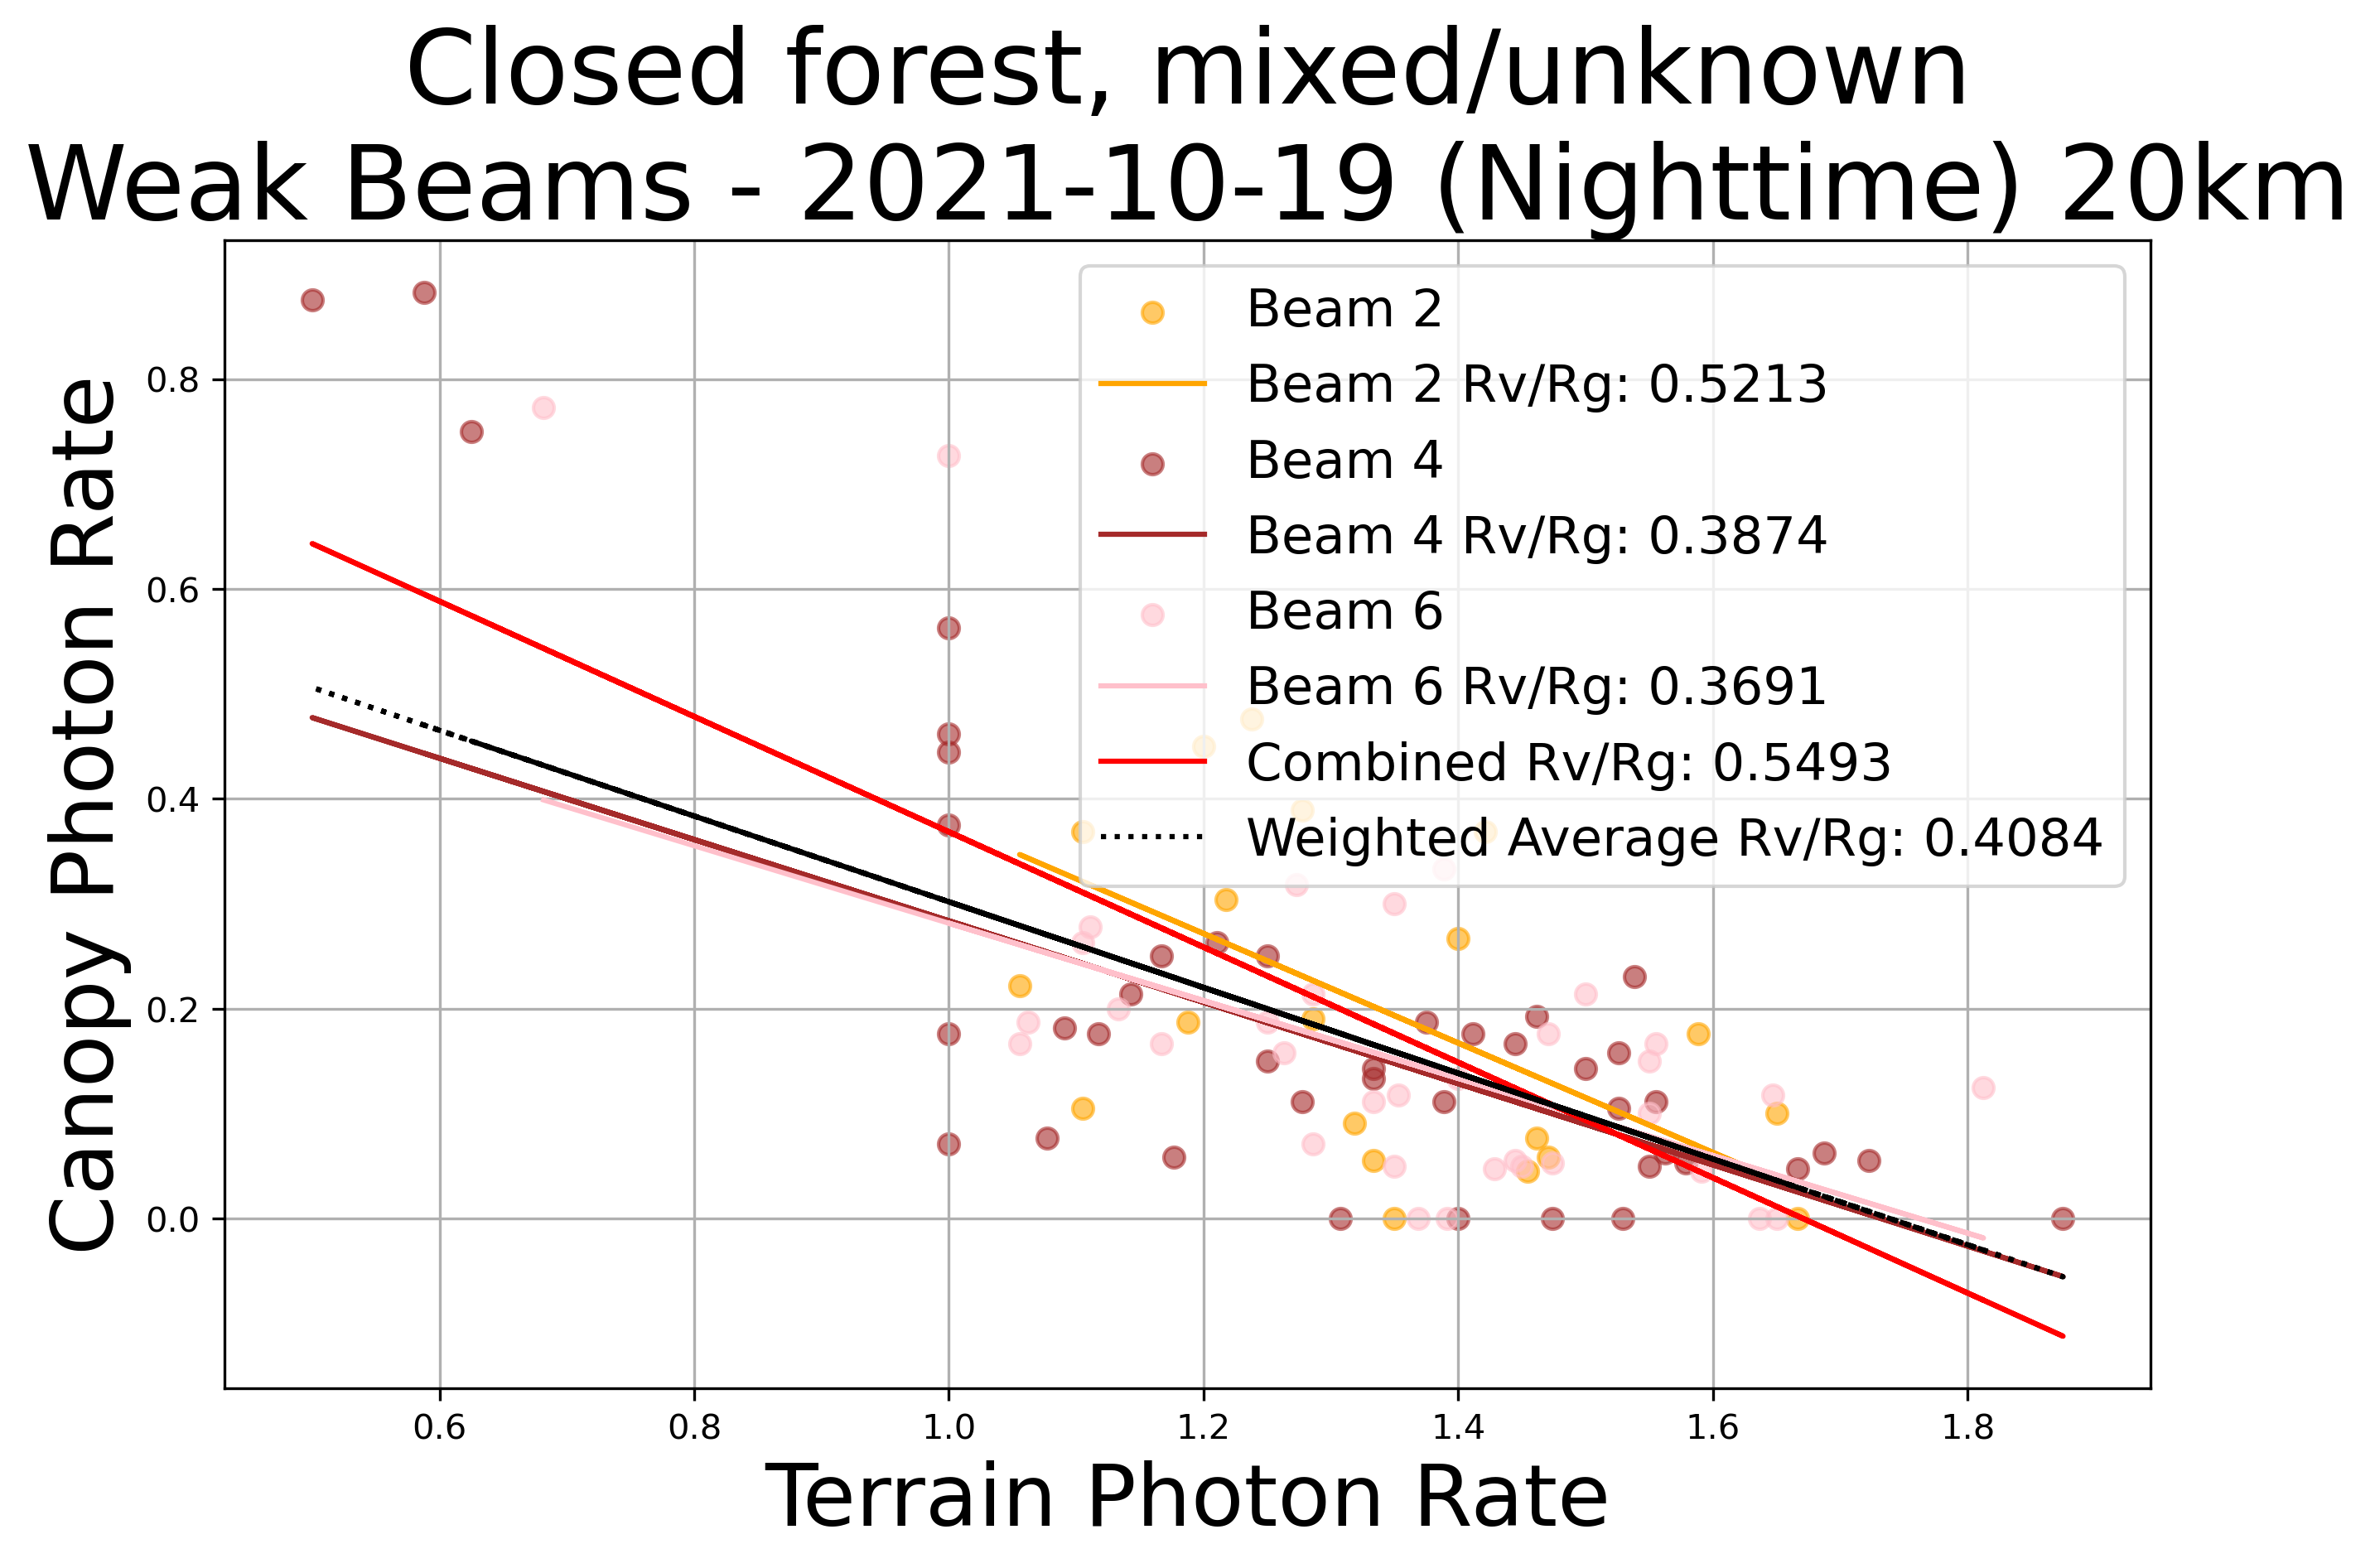 Closed forest, mixed/unknown
Weak Beams - 2021-10-19 (Nighttime) 20km
Beam 2
Beam 2 Rv/Rg: 0.5213
Beam 4
Beam 4 Rv/Rg: 0.3874
Beam 6
Beam 6 Rv/Rg: 0.3691
Combined Rv/Rg: 0.5493
Weighted Average Rv/Rg: 0.4084
Canopy Photon Rate
0.8
0.6
0.4
0.2
0.0
0.6 0.8 1.0 1.2 1.4 1.6 1.8
Terrain Photon Rate